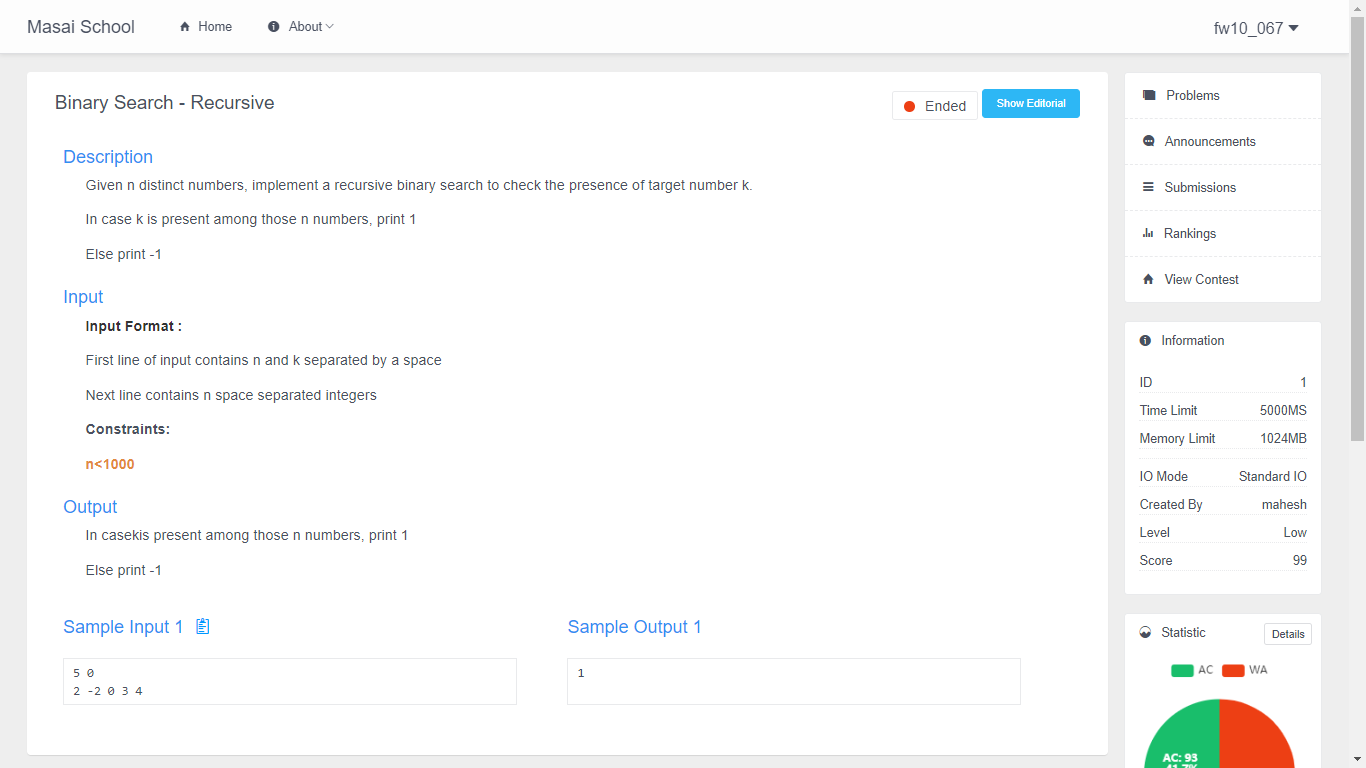 Masai School Home About fw10_067
Binary Search - Recursive
Ended Show Editorial
Description
Given n distinct numbers, implement a recursive binary search to check the presence of target number k.
In case k is present among those n numbers, print 1
Else print -1
Input
Input Format :
First line of input contains n and k separated by a space
Next line contains n space separated integers
Constraints:
n<1000
Output
In casekis present among those n numbers, print 1
Else print -1
Sample Input 1
5 0
2 -2 0 3 4
Sample Output 1
1
Problems
Announcements
Submissions
Rankings
View Contest
Information
ID 1
Time Limit 5000MS
Memory Limit 1024MB
IO Mode Standard IO
Created By mahesh
Level Low
Score 99
Statistic Details
AC WA
AC: 93
41.7%